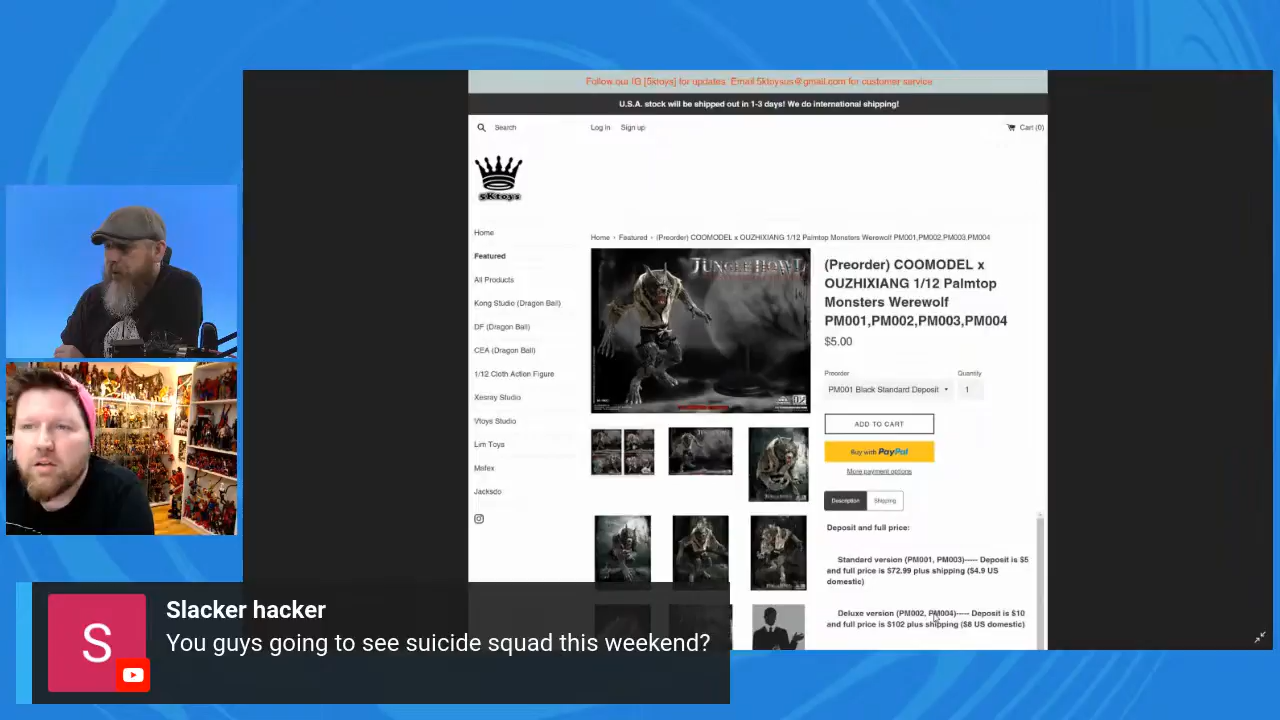 Follow our IG [5ktoys] for updates. Email 5ktoysus@gmail.com for customer service
U.S.A. stock will be shipped out in 1-3 days! We do international shipping!
Search
Log in
Sign up
Cart (0)
5Ktoys
Home
Featured
All Products
Kong Studio (Dragon Ball)
DF (Dragon Ball)
CEA (Dragon Ball)
1/12 Cloth Action Figure
Xesray Studio
Vtoys Studio
Lim Toys
Mafex
Jacksdo
Home › Featured › (Preorder) COOMODEL x OUZHIXIANG 1/12 Palmtop Monsters Werewolf PM001,PM002,PM003,PM004
JUNGLE HOWL
(Preorder) COOMODEL x
OUZHIXIANG 1/12 Palmtop
Monsters Werewolf
PM001,PM002,PM003,PM004
$5.00
Preorder
Quantity
PM001 Black Standard Deposit
1
ADD TO CART
Buy with PayPal
More payment options
Description
Shipping
Deposit and full price:
Standard version (PM001, PM003)----- Deposit is $5
and full price is $72.99 plus shipping ($4.9 US
domestic)
Deluxe version (PM002, PM004)----- Deposit is $10
and full price is $102 plus shipping ($8 US domestic)
S
Slacker hacker
You guys going to see suicide squad this weekend?